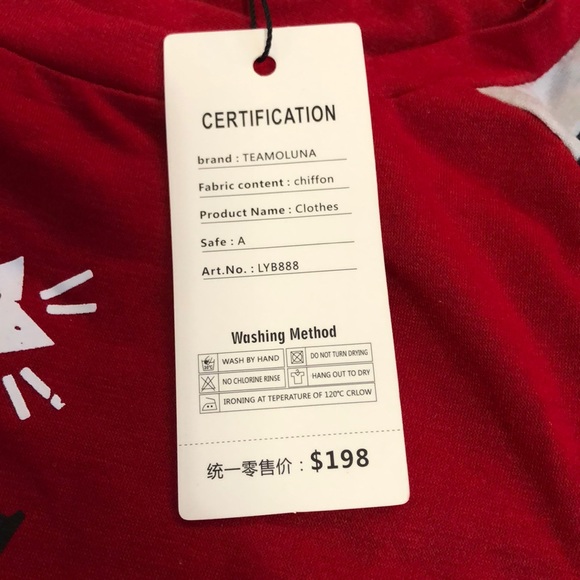 CERTIFICATION
brand : TEAMOLUNA
Fabric content : chiffon
Product Name : Clothes
Safe : A
Art.No. : LYB888
Washing Method
WASH BY HAND
DO NOT TURN DRYING
NO CHLORINE RINSE
HANG OUT TO DRY
IRONING AT TEPERATURE OF 120℃ CRLOW
统一零售价 : $198